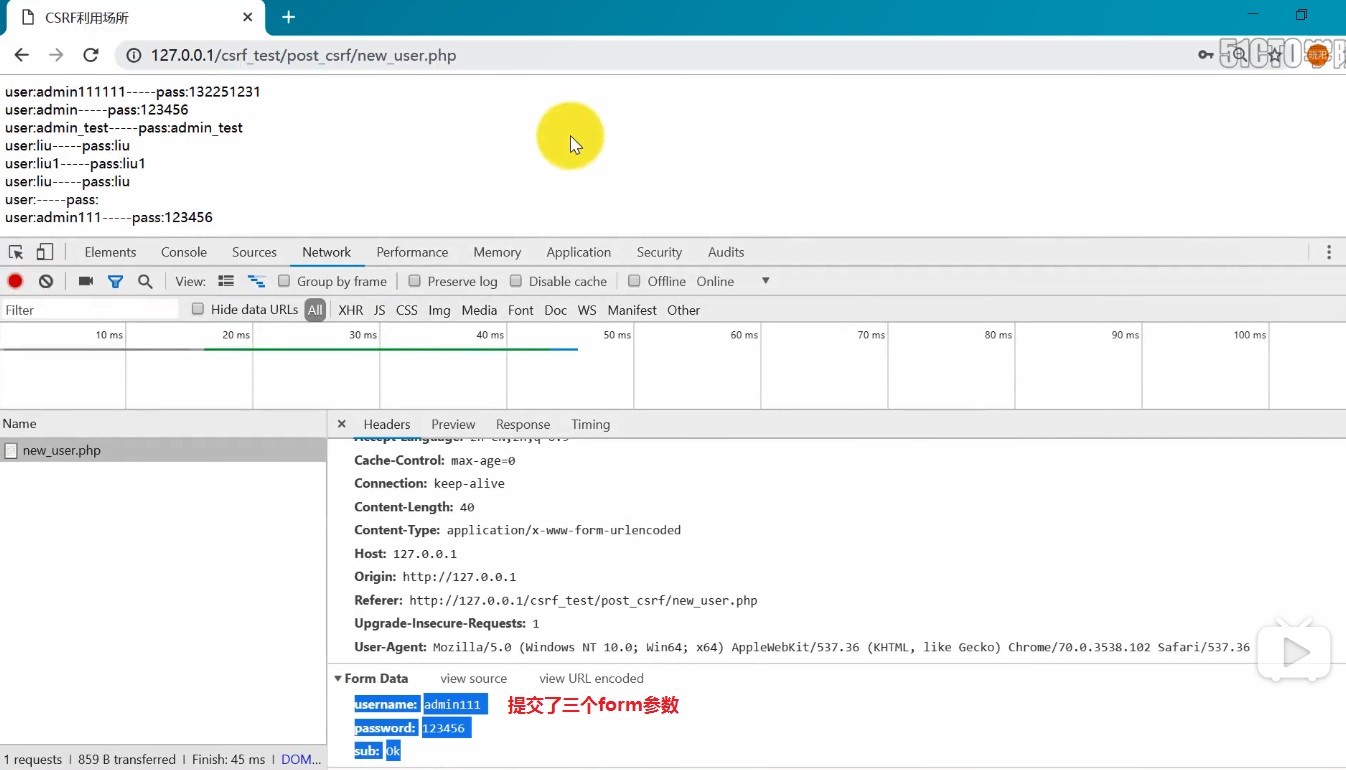 CSRF利用场所
127.0.0.1/csrf_test/post_csrf/new_user.php
51CTO学院
user:admin111111-----pass:132251231
user:admin-----pass:123456
user:admin_test-----pass:admin_test
user:liu-----pass:liu
user:liu1-----pass:liu1
user:liu-----pass:liu
user:-----pass:
user:admin111-----pass:123456
Elements Console Sources Network Performance Memory Application Security Audits
View: Group by frame Preserve log Disable cache Offline Online
Filter Hide data URLs All XHR JS CSS Img Media Font Doc WS Manifest Other
10 ms 20 ms 30 ms 40 ms 50 ms 60 ms 70 ms 80 ms 90 ms 100 ms
Name Headers Preview Response Timing
new_user.php
Cache-Control: max-age=0
Connection: keep-alive
Content-Length: 40
Content-Type: application/x-www-form-urlencoded
Host: 127.0.0.1
Origin: http://127.0.0.1
Referer: http://127.0.0.1/csrf_test/post_csrf/new_user.php
Upgrade-Insecure-Requests: 1
User-Agent: Mozilla/5.0 (Windows NT 10.0; Win64; x64) AppleWebKit/537.36 (KHTML, like Gecko) Chrome/70.0.3538.102 Safari/537.36
Form Data view source view URL encoded
username: admin111 提交了三个form参数
password: 123456
sub: Ok
1 requests | 859 B transferred | Finish: 45 ms | DOM...